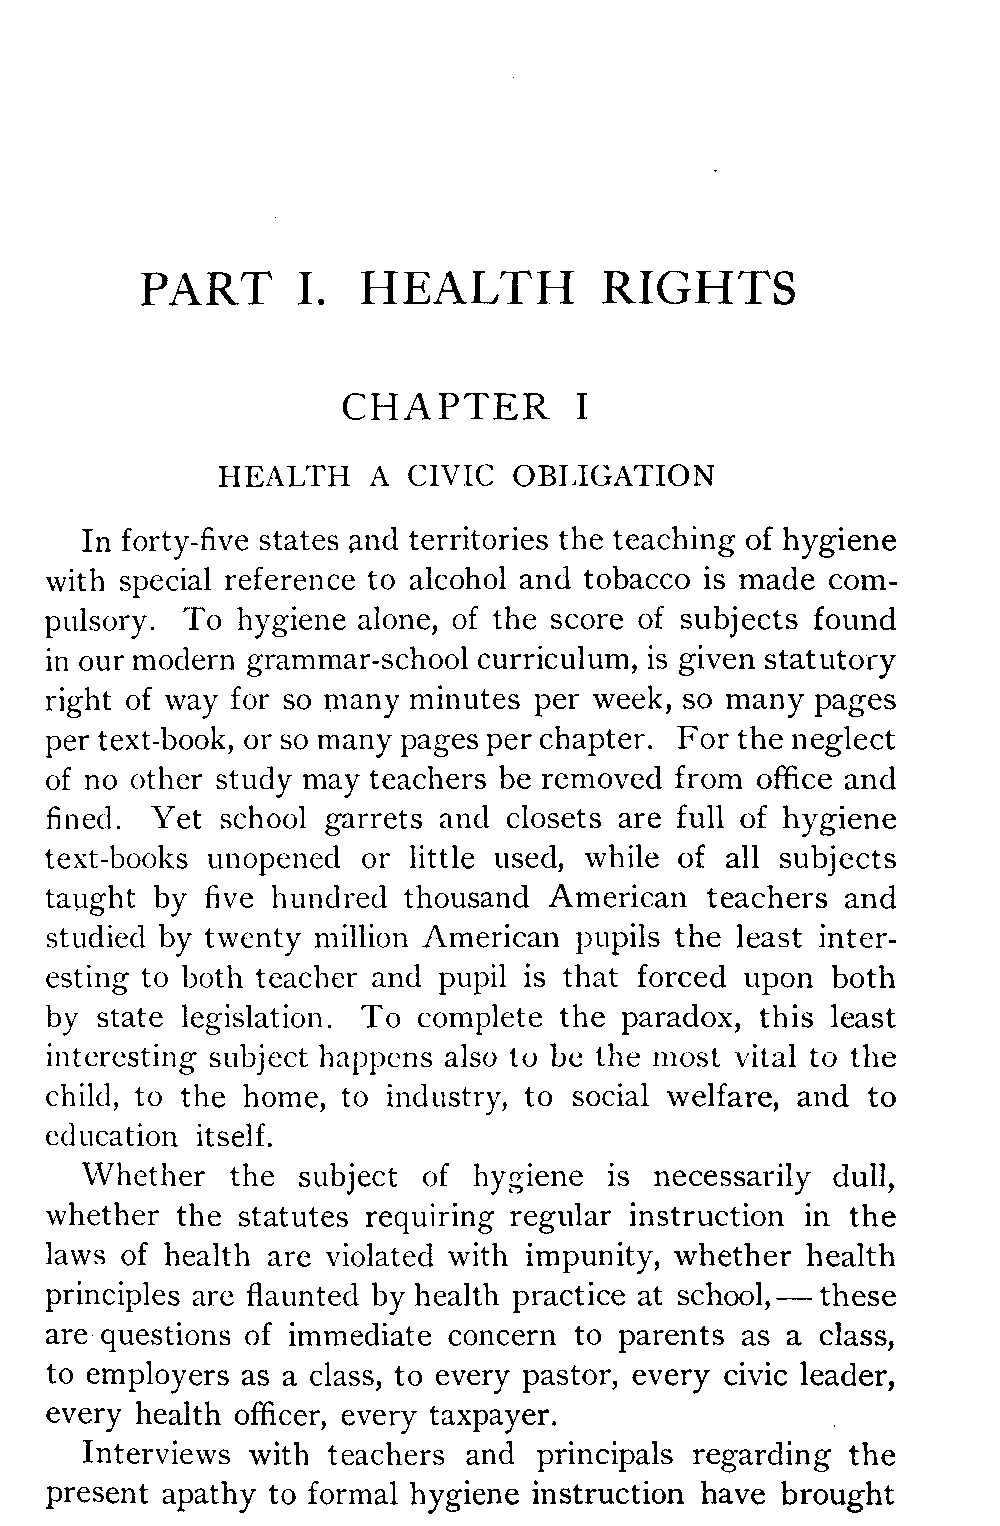 PART I. HEALTH RIGHTS
CHAPTER I
HEALTH A CIVIC OBLIGATION
In forty-five states and territories the teaching of hygiene
with special reference to alcohol and tobacco is made com-
pulsory. To hygiene alone, of the score of subjects found
in our modern grammar-school curriculum, is given statutory
right of way for so many minutes per week, so many pages
per text-book, or so many pages per chapter. For the neglect
of no other study may teachers be removed from office and
fined. Yet school garrets and closets are full of hygiene
text-books unopened or little used, while of all subjects
taught by five hundred thousand American teachers and
studied by twenty million American pupils the least inter-
esting to both teacher and pupil is that forced upon both
by state legislation. To complete the paradox, this least
interesting subject happens also to be the most vital to the
child, to the home, to industry, to social welfare, and to
education itself.
Whether the subject of hygiene is necessarily dull,
whether the statutes requiring regular instruction in the
laws of health are violated with impunity, whether health
principles are flaunted by health practice at school,— these
are questions of immediate concern to parents as a class,
to employers as a class, to every pastor, every civic leader,
every health officer, every taxpayer.
Interviews with teachers and principals regarding the
present apathy to formal hygiene instruction have brought